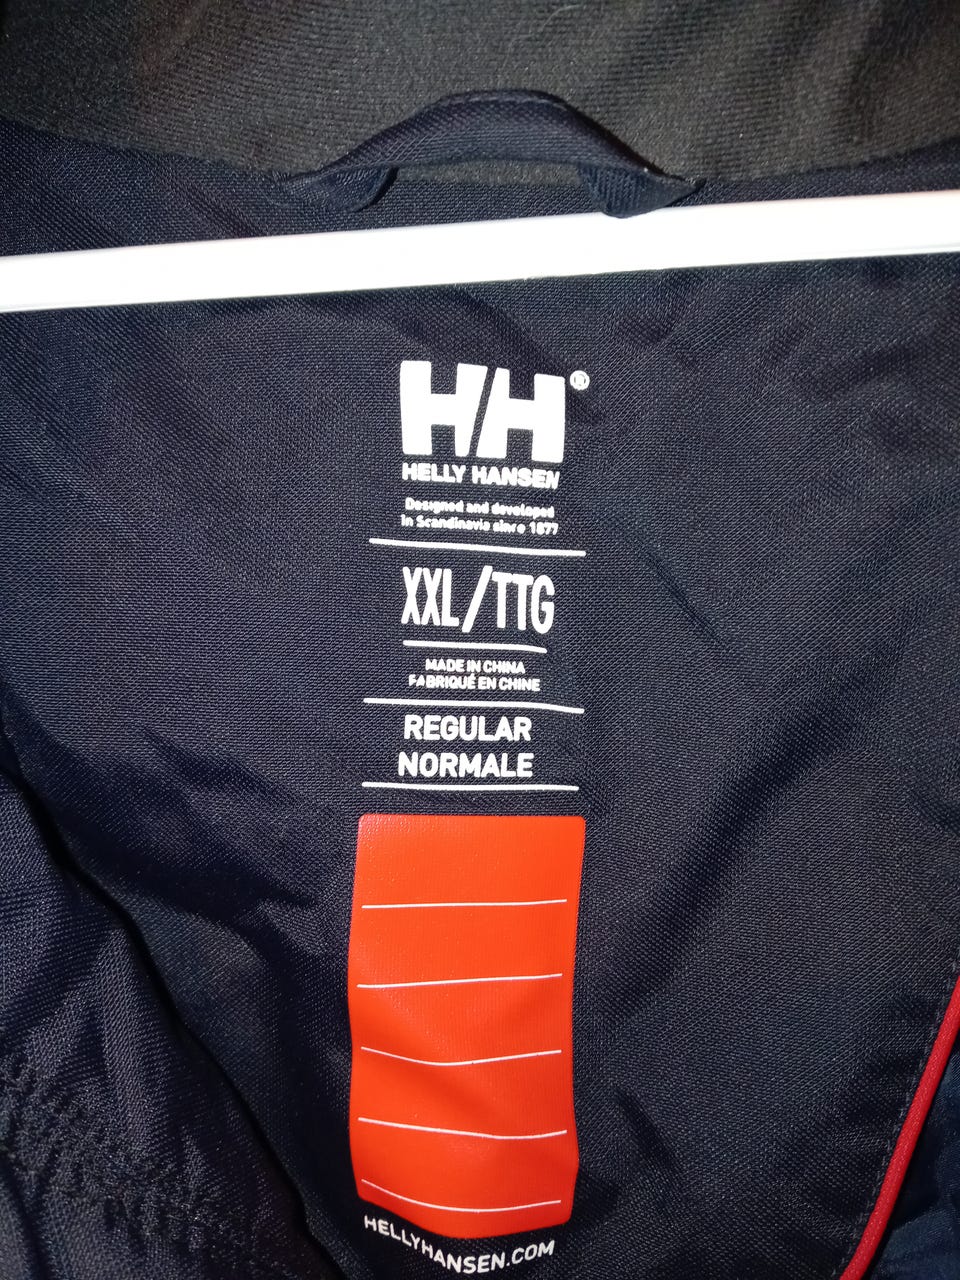 HH®
HELLY HANSEN
Designed and developed
in Scandinavia since 1877
XXL/TTG
MADE IN CHINA
FABRIQUÉ EN CHINE
REGULAR
NORMALE
HELLYHANSEN.COM